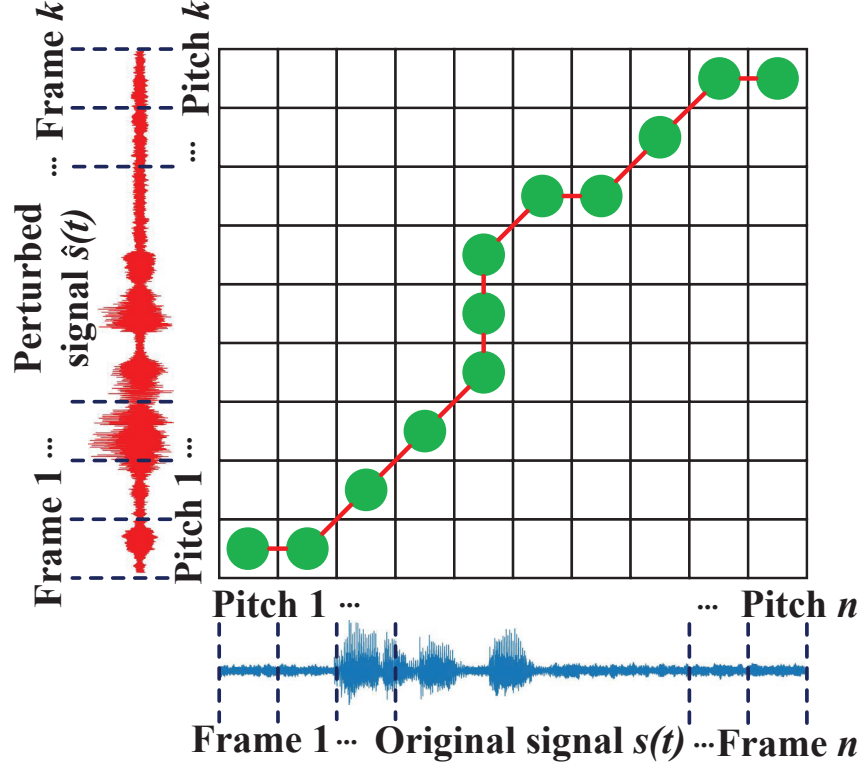 Frame k
...
Perturbed
signal ŝ(t)
...
Frame 1
Pitch k
...
...
Pitch 1
Pitch 1 ... ... Pitch n
Frame 1 ... Original signal s(t) ... Frame n